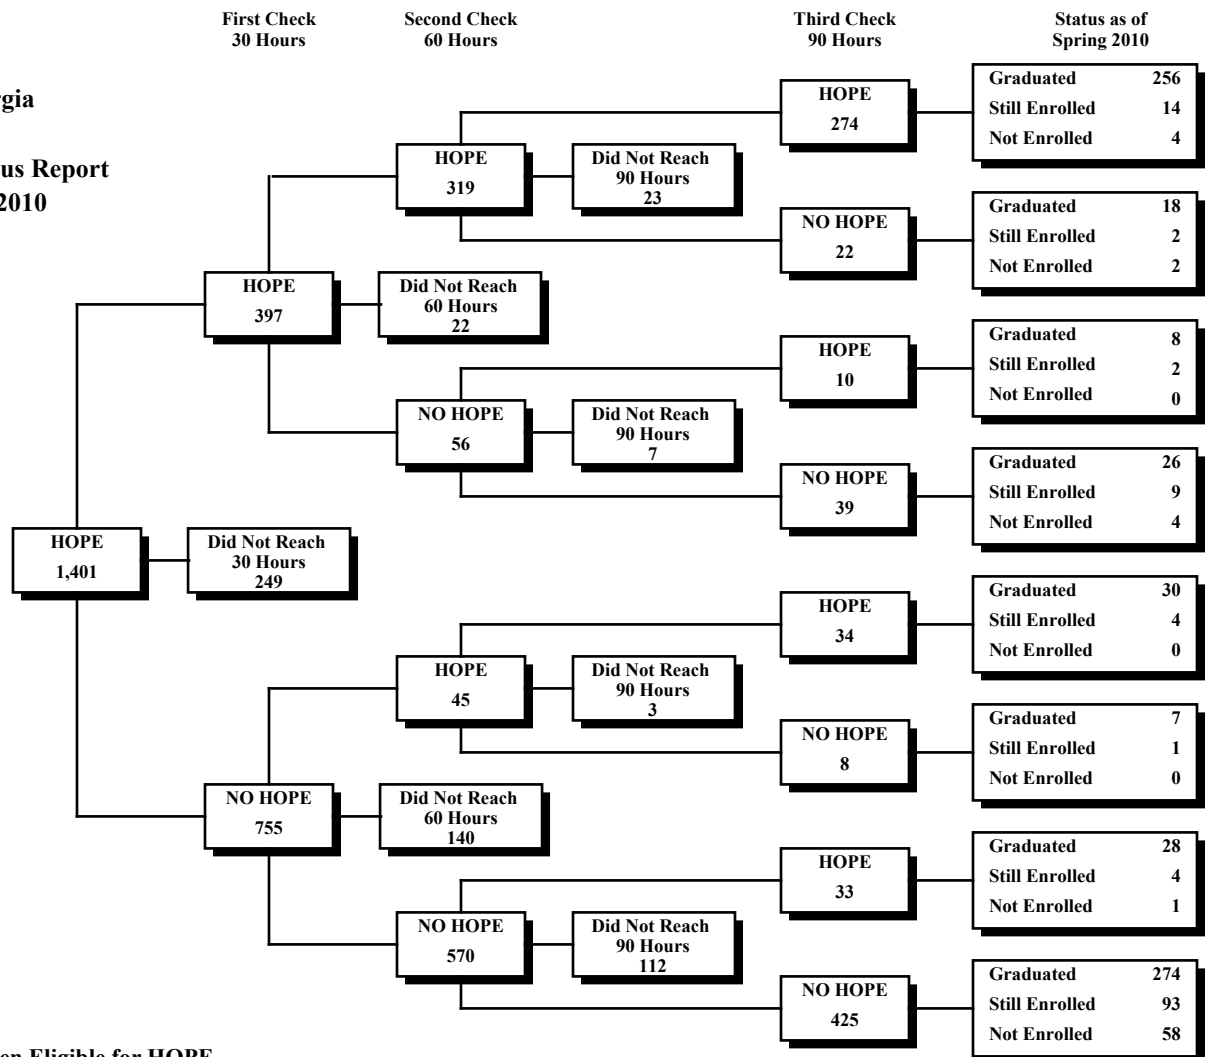 First Check
30 Hours
Second Check
60 Hours
Third Check
90 Hours
Status as of
Spring 2010
rgia
us Report
2010
HOPE
1,401
Did Not Reach
30 Hours
249
HOPE
397
Did Not Reach
60 Hours
22
NO HOPE
755
Did Not Reach
60 Hours
140
HOPE
319
Did Not Reach
90 Hours
23
NO HOPE
56
Did Not Reach
90 Hours
7
HOPE
45
Did Not Reach
90 Hours
3
NO HOPE
570
Did Not Reach
90 Hours
112
HOPE
274
Graduated 256
Still Enrolled 14
Not Enrolled 4
NO HOPE
22
Graduated 18
Still Enrolled 2
Not Enrolled 2
HOPE
10
Graduated 8
Still Enrolled 2
Not Enrolled 0
NO HOPE
39
Graduated 26
Still Enrolled 9
Not Enrolled 4
HOPE
34
Graduated 30
Still Enrolled 4
Not Enrolled 0
NO HOPE
8
Graduated 7
Still Enrolled 1
Not Enrolled 0
HOPE
33
Graduated 28
Still Enrolled 4
Not Enrolled 1
NO HOPE
425
Graduated 274
Still Enrolled 93
Not Enrolled 58
en Eligible for HOPE